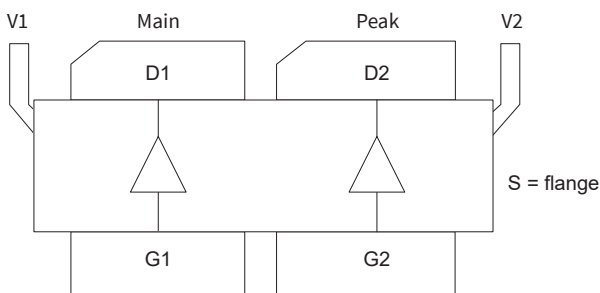 V1 Main Peak V2
D1 D2
S = flange
G1 G2